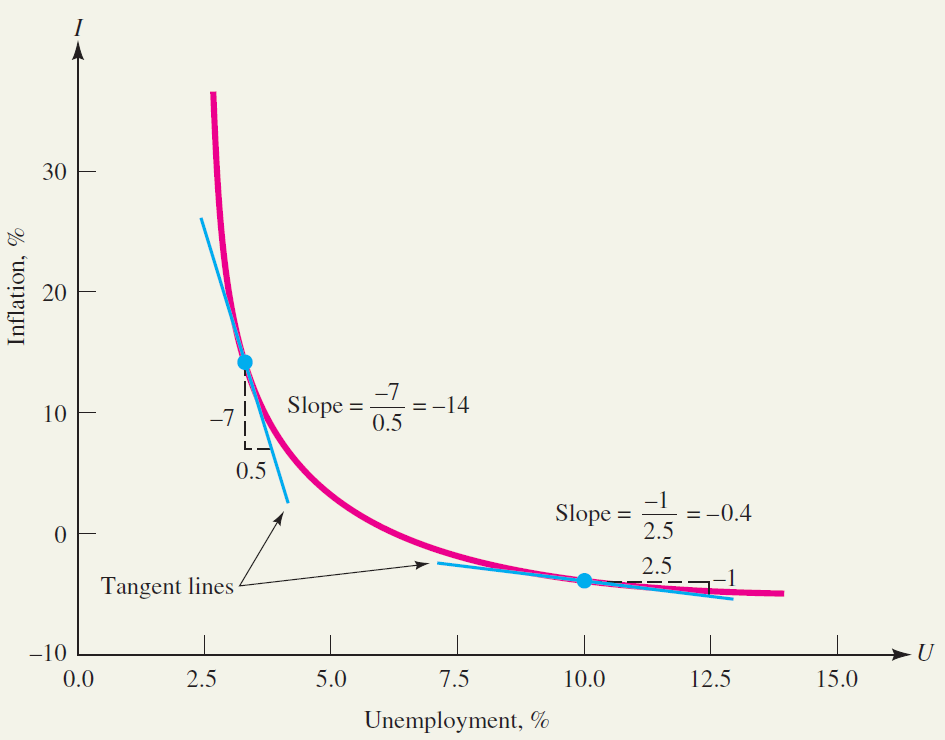 I
30
20
10
0
–10
Inflation, %
–7
0.5
Slope = –7/0.5 = –14
Slope = –1/2.5 = –0.4
2.5
–1
Tangent lines
U
0.0 2.5 5.0 7.5 10.0 12.5 15.0
Unemployment, %